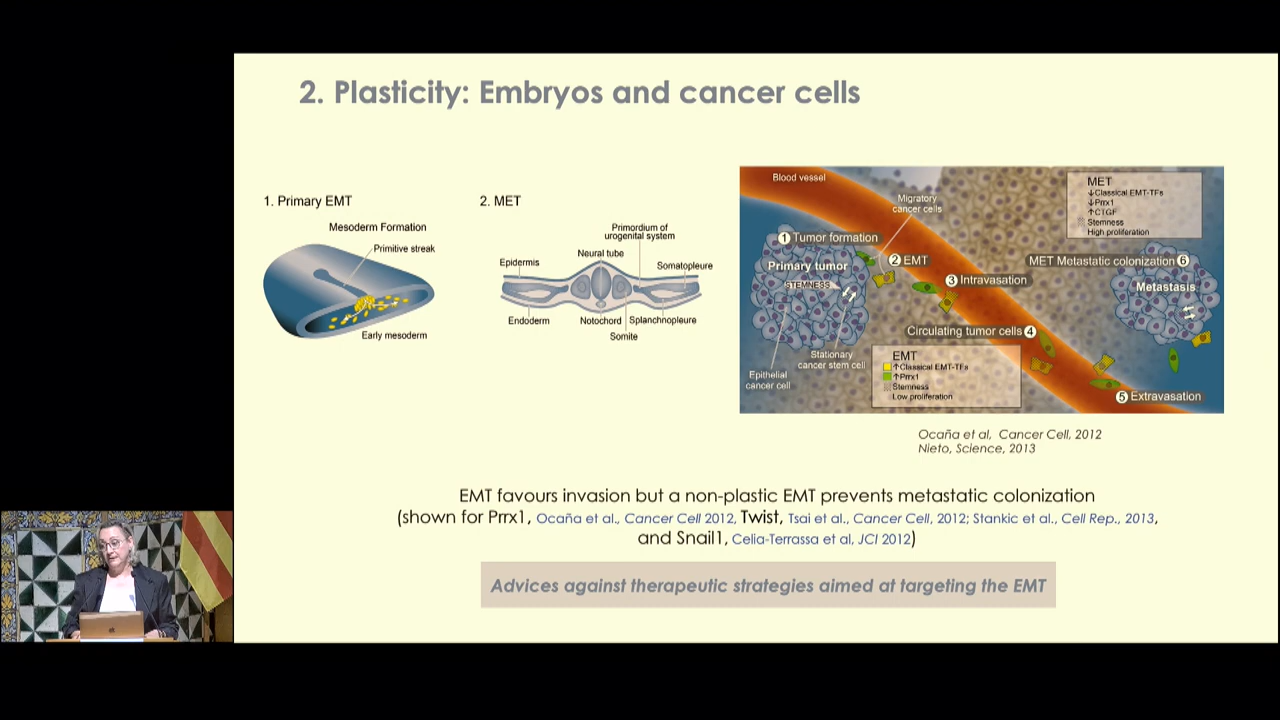 2. Plasticity: Embryos and cancer cells
1. Primary EMT
Mesoderm Formation
Primitive streak
Early mesoderm
2. MET
Primordium of
urogenital system
Neural tube
Epidermis
Somatopleure
Endoderm
Notochord
Splanchnopleure
Somite
Blood vessel
Migratory
cancer cells
1 Tumor formation
Primary tumor
STEMNESS
2 EMT
3 Intravasation
Circulating tumor cells 4
Stationary
cancer stem cell
Epithelial
cancer cell
EMT
↑Classical EMT-TFs
↑Prrx1
Stemness
Low proliferation
5 Extravasation
MET
↓Classical EMT-TFs
↓Prrx1
↑CTGF
Stemness
High proliferation
MET Metastatic colonization 6
Metastasis
Ocaña et al, Cancer Cell, 2012
Nieto, Science, 2013
EMT favours invasion but a non-plastic EMT prevents metastatic colonization
(shown for Prrx1, Ocaña et al., Cancer Cell 2012, Twist, Tsai et al., Cancer Cell, 2012; Stankic et al., Cell Rep., 2013,
and Snail1, Celia-Terrassa et al, JCI 2012)
Advices against therapeutic strategies aimed at targeting the EMT